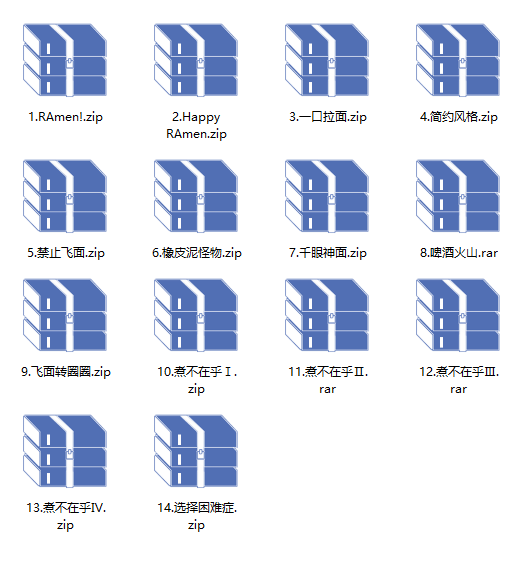 1.RAmen!.zip
2.Happy
RAmen.zip
3.一口拉面.zip
4.简约风格.zip
5.禁止飞面.zip
6.橡皮泥怪物.zip
7.千眼神面.zip
8.啤酒火山.rar
9.飞面转圈圈.zip
10.煮不在乎Ⅰ.
zip
11.煮不在乎Ⅱ.
rar
12.煮不在乎Ⅲ.
rar
13.煮不在乎Ⅳ.
zip
14.选择困难症.
zip